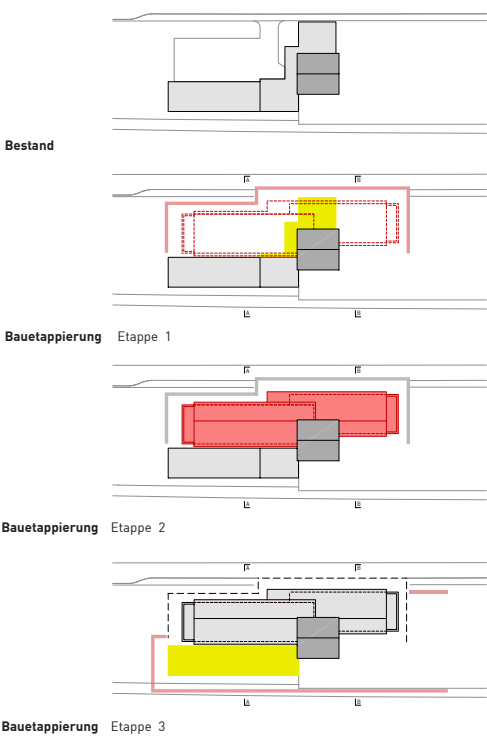 Bestand
A B
A B
Bauetappierung Etappe 1
A B
A B
Bauetappierung Etappe 2
A B
A B
Bauetappierung Etappe 3